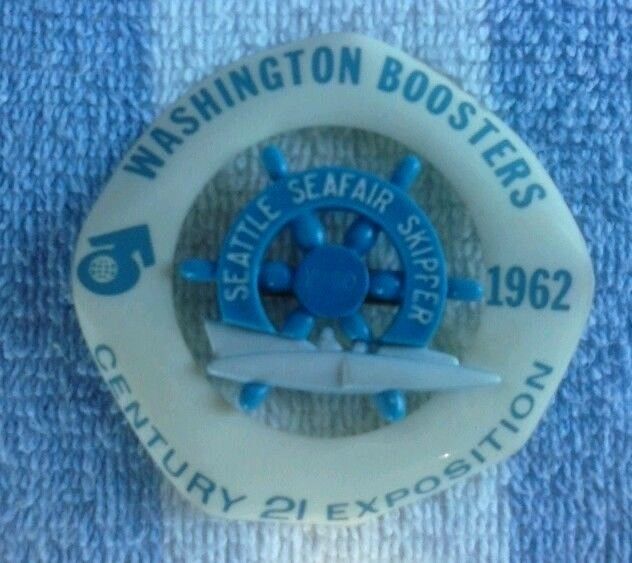 WASHINGTON BOOSTERS
SEATTLE SEAFAIR SKIPPER
1962
CENTURY 21 EXPOSITION